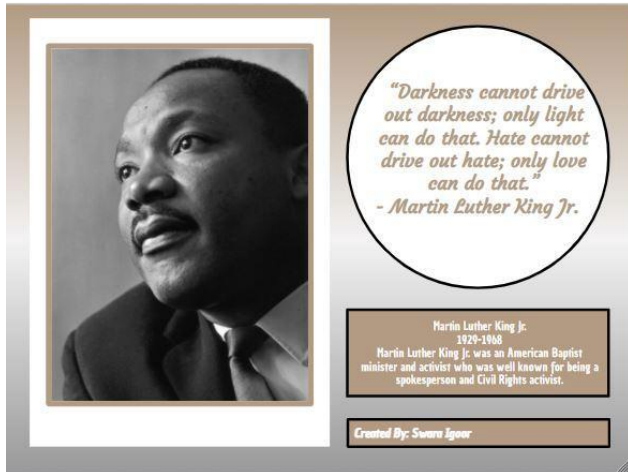 “Darkness cannot drive
out darkness; only light
can do that. Hate cannot
drive out hate; only love
can do that.”
- Martin Luther King Jr.
Martin Luther King Jr.
1929-1968
Martin Luther King Jr. was an American Baptist
minister and activist who was well known for being a
spokesperson and Civil Rights activist.
Created By: Swara Igoor